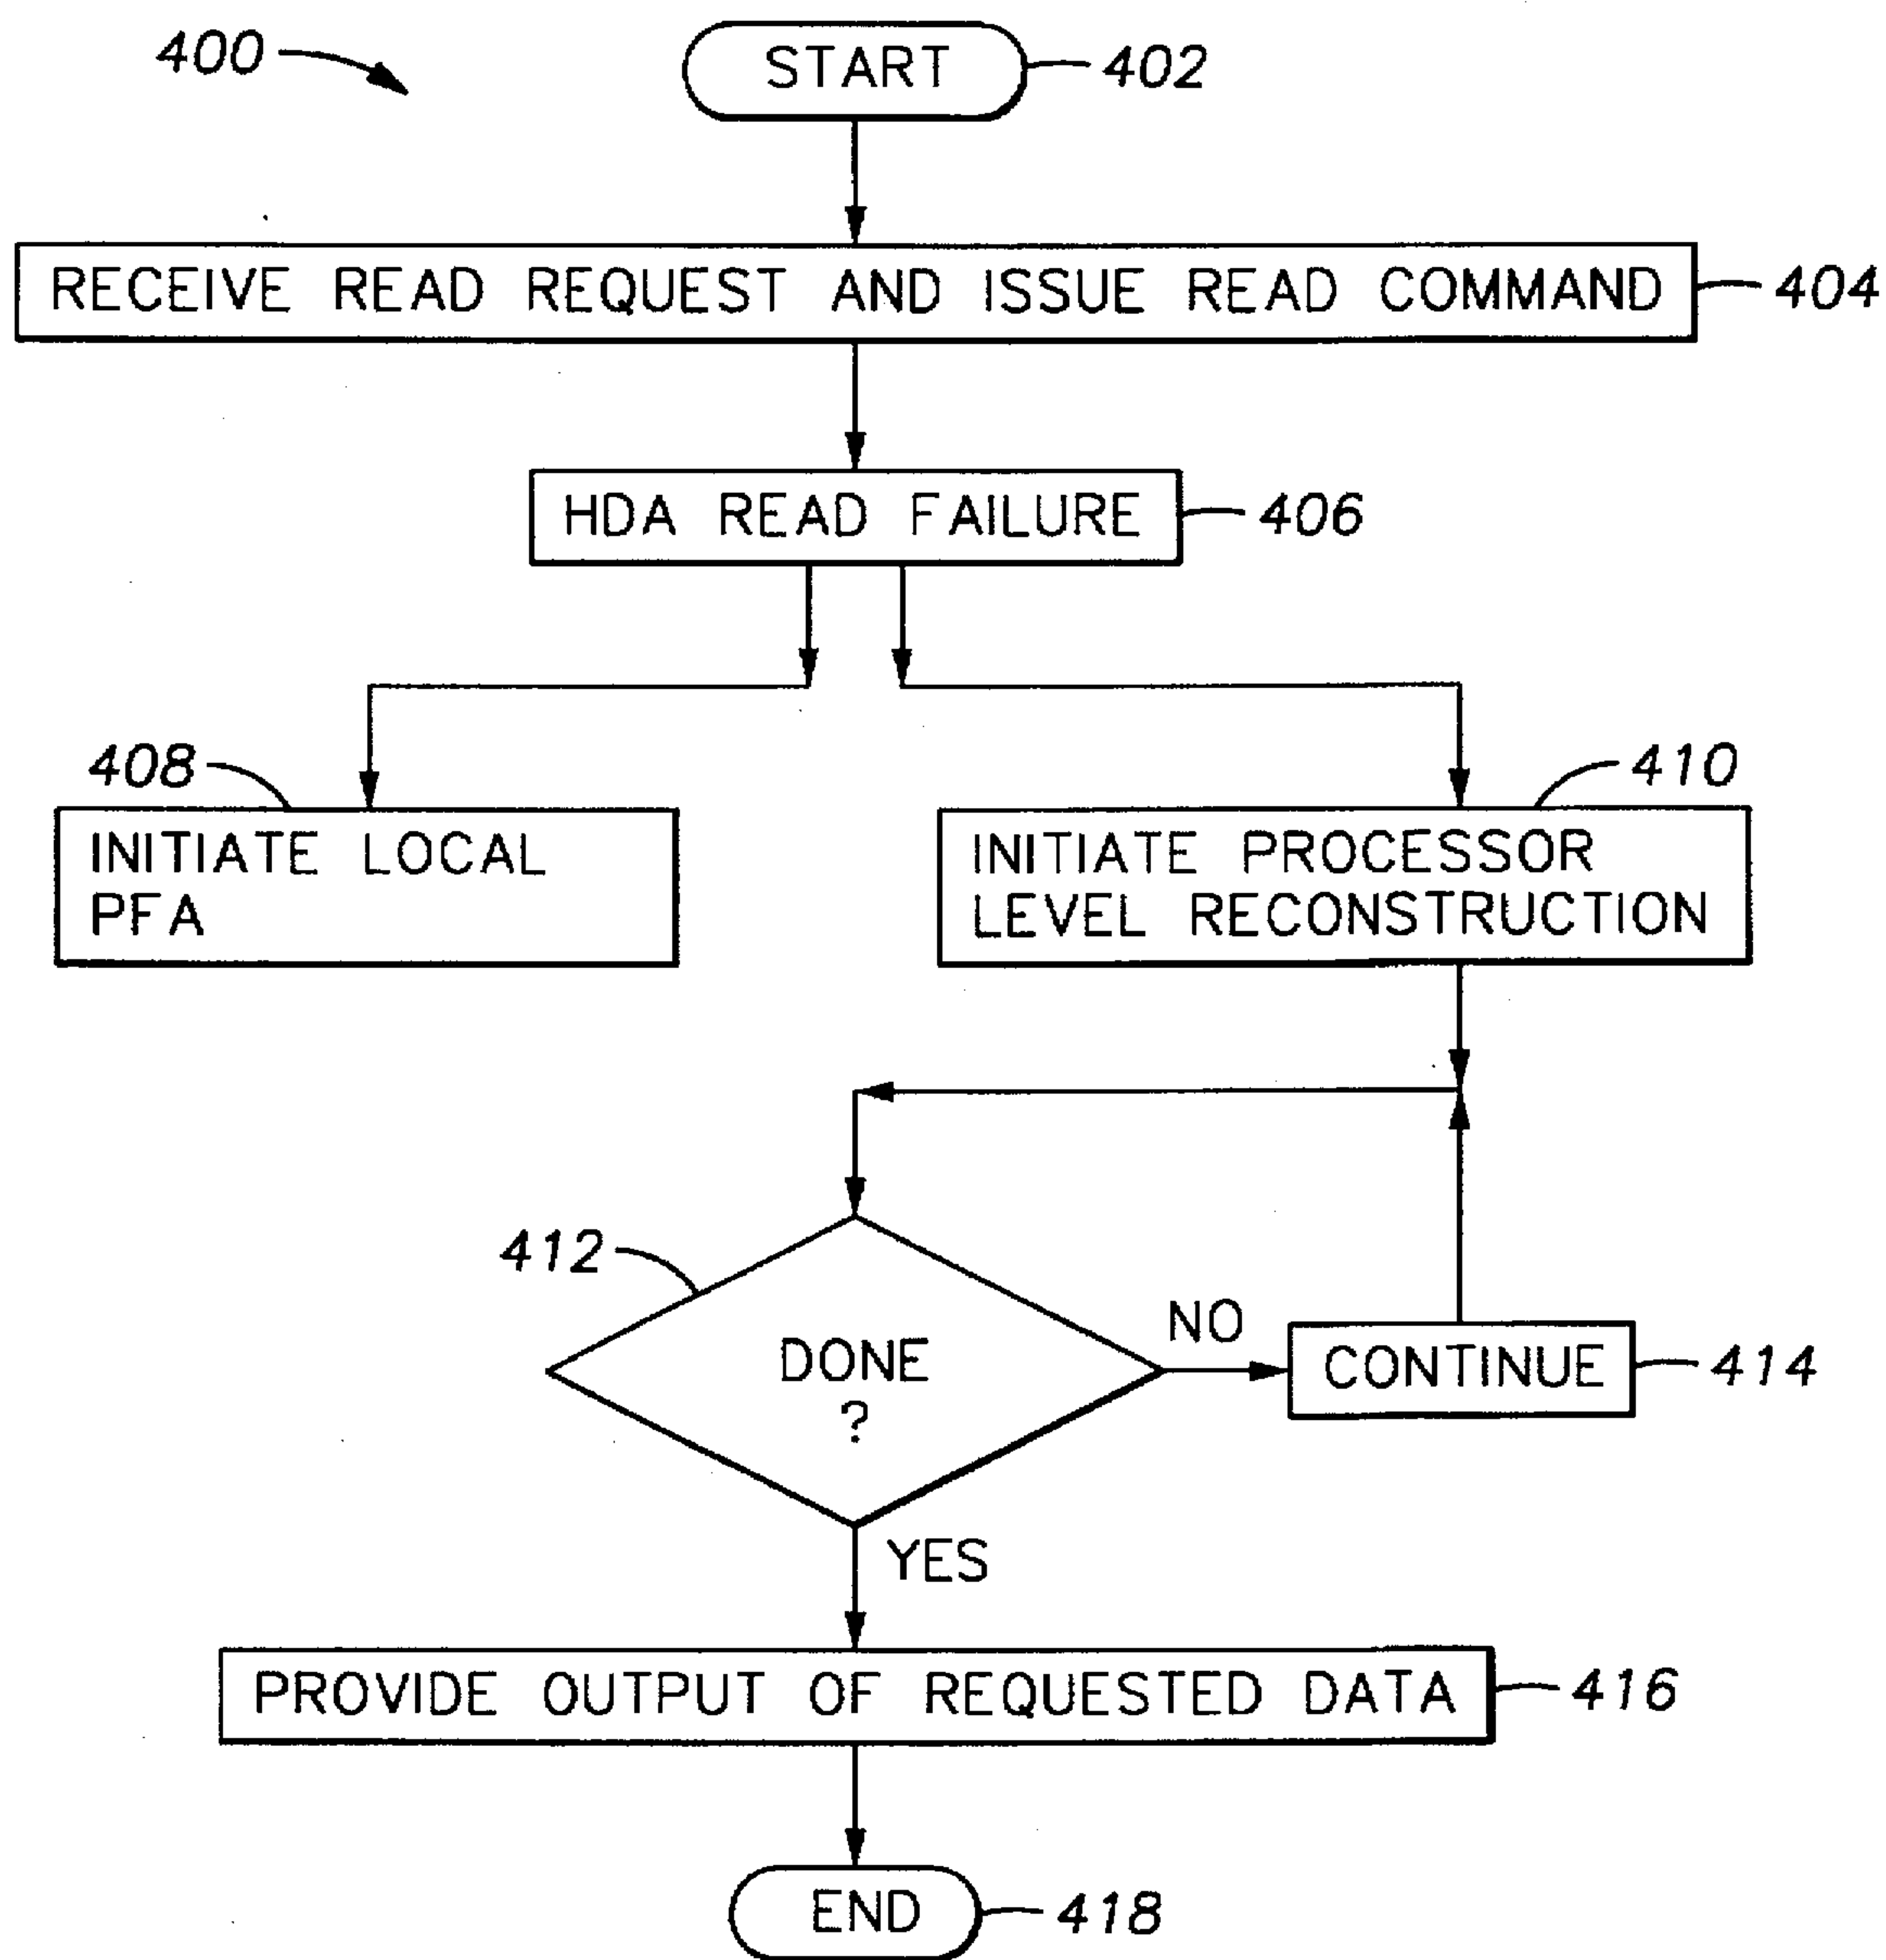 400
START
402
RECEIVE READ REQUEST AND ISSUE READ COMMAND
404
HDA READ FAILURE
406
408
410
INITIATE LOCAL
PFA
INITIATE PROCESSOR
LEVEL RECONSTRUCTION
412
DONE
?
NO
CONTINUE
414
YES
PROVIDE OUTPUT OF REQUESTED DATA
416
END
418